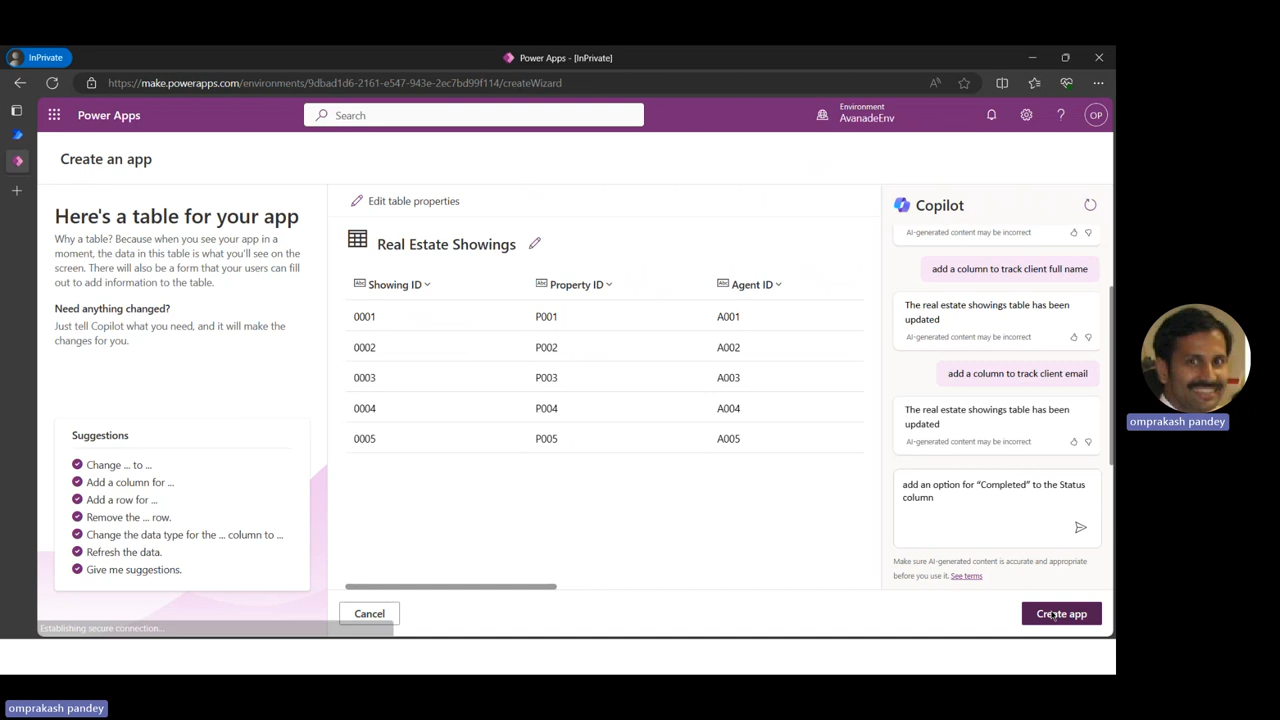 InPrivate
Power Apps - [InPrivate]
https://make.powerapps.com/environments/9dbad1d6-2161-e547-943e-2ec7bd99f114/createWizard
Power Apps
Search
Environment
AvanadeEnv
OP
Create an app
Here's a table for your app
Why a table? Because when you see your app in a
moment, the data in this table is what you'll see on the
screen. There will also be a form that your users can fill
out to add information to the table.
Need anything changed?
Just tell Copilot what you need, and it will make the
changes for you.
Suggestions
Change ... to ...
Add a column for ...
Add a row for ...
Remove the ... row.
Change the data type for the ... column to ...
Refresh the data.
Give me suggestions.
Establishing secure connection...
Edit table properties
Real Estate Showings
Abc Showing ID Abc Property ID Abc Agent ID
0001 P001 A001
0002 P002 A002
0003 P003 A003
0004 P004 A004
0005 P005 A005
Cancel
Create app
Copilot
AI-generated content may be incorrect
add a column to track client full name
The real estate showings table has been
updated
AI-generated content may be incorrect
add a column to track client email
The real estate showings table has been
updated
AI-generated content may be incorrect
add an option for “Completed” to the Status
column
Make sure AI-generated content is accurate and appropriate
before you use it. See terms
omprakash pandey
omprakash pandey